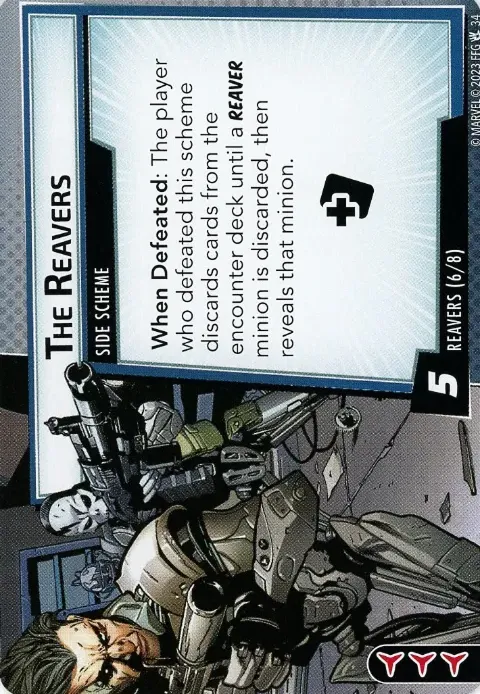 THE REAVERS
SIDE SCHEME
When Defeated: The player
who defeated this scheme
discards cards from the
encounter deck until a REAVER
minion is discarded, then
reveals that minion.
5
REAVERS (6/8)
© MARVEL © 2023 FFG 34